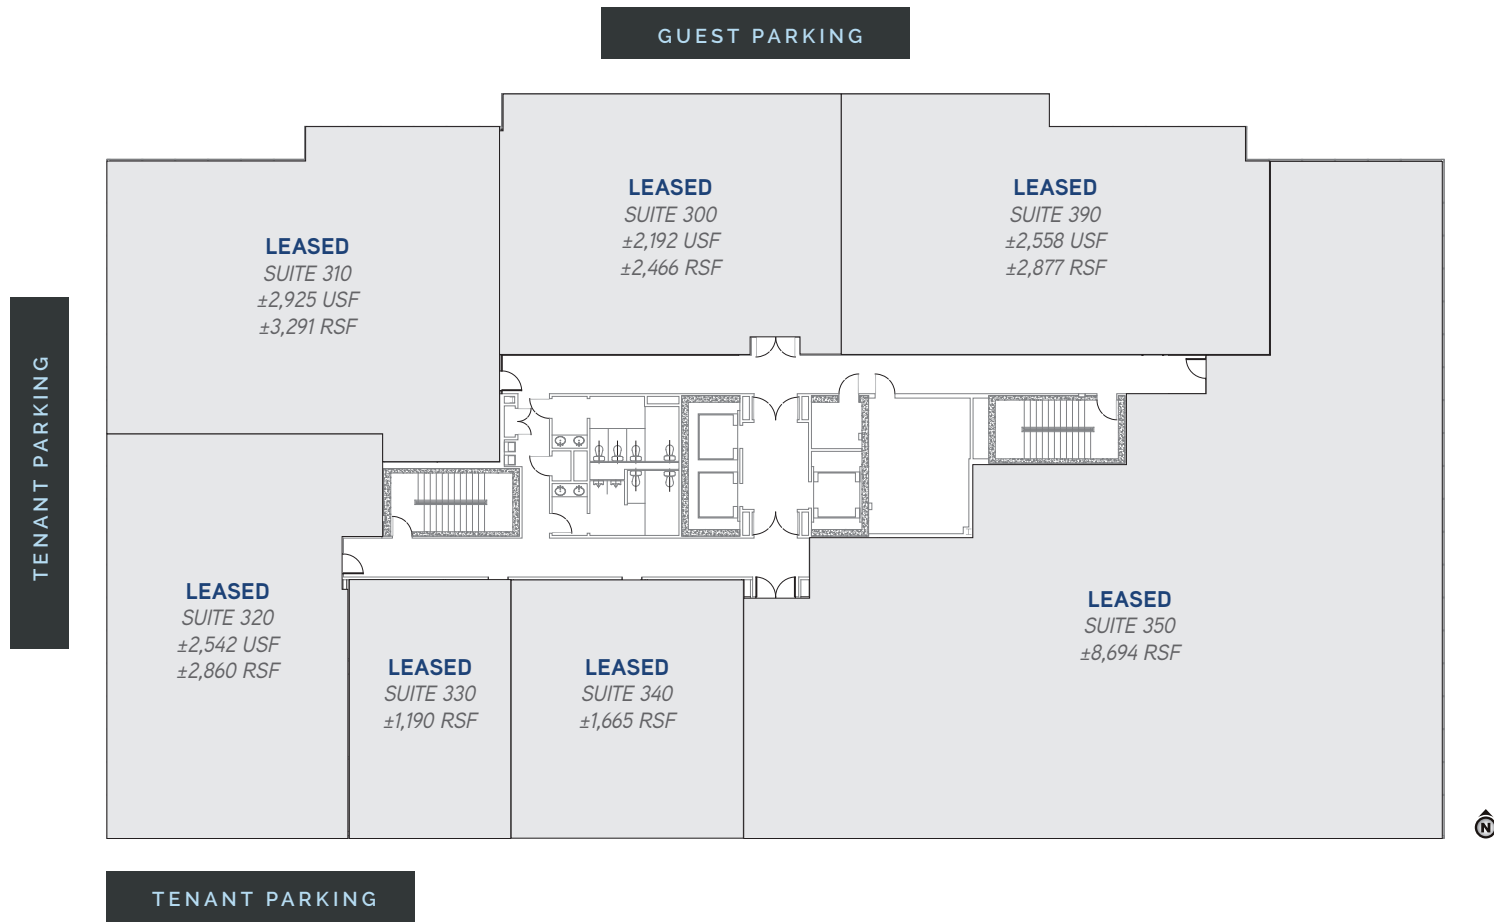 GUEST PARKING
LEASED
SUITE 300
±2,192 USF
±2,466 RSF
LEASED
SUITE 390
±2,558 USF
±2,877 RSF
LEASED
SUITE 310
±2,925 USF
±3,291 RSF
TENANT PARKING
LEASED
SUITE 320
±2,542 USF
±2,860 RSF
LEASED
SUITE 330
±1,190 RSF
LEASED
SUITE 340
±1,665 RSF
LEASED
SUITE 350
±8,694 RSF
N
TENANT PARKING